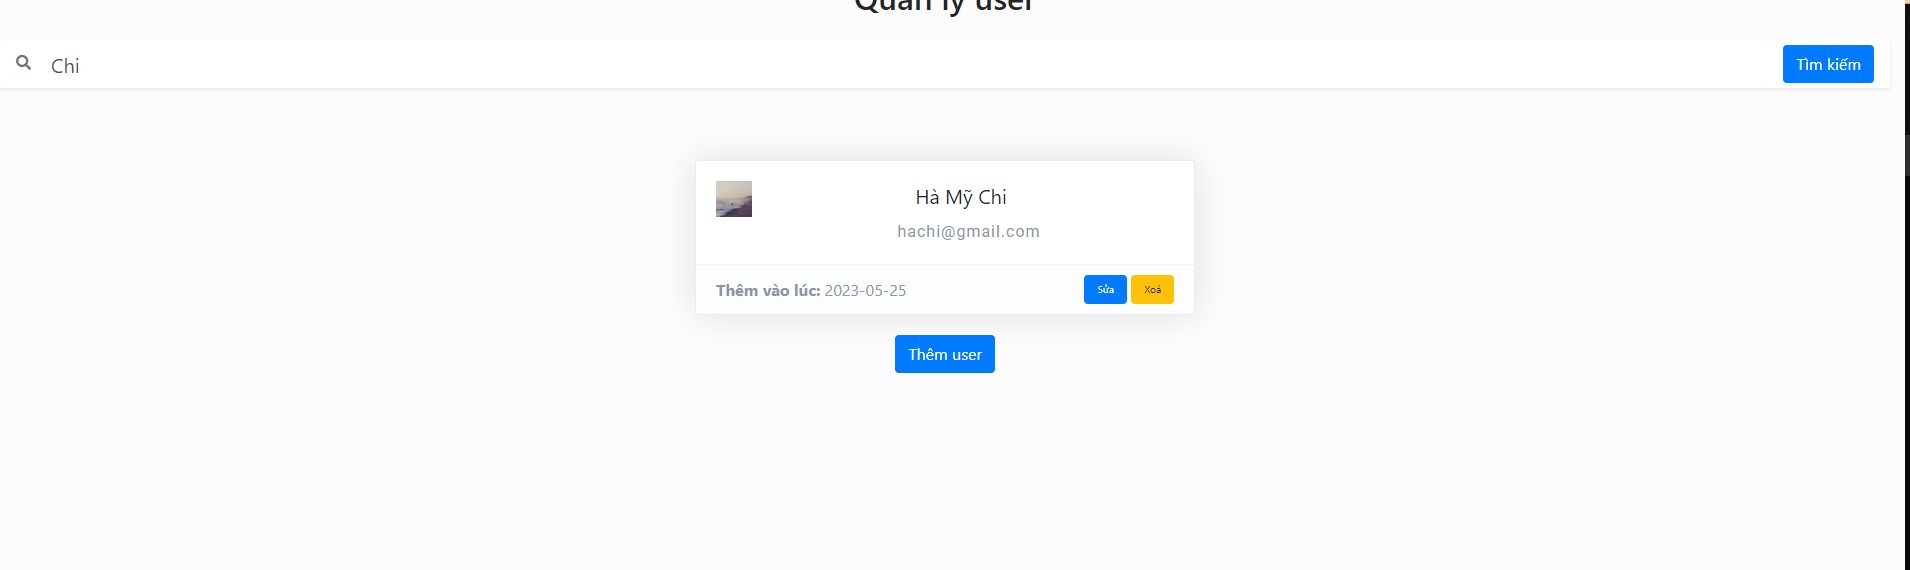 Quản lý user
Chi
Tìm kiếm
Hà Mỹ Chi
hachi@gmail.com
Thêm vào lúc: 2023-05-25
Sửa
Xoá
Thêm user